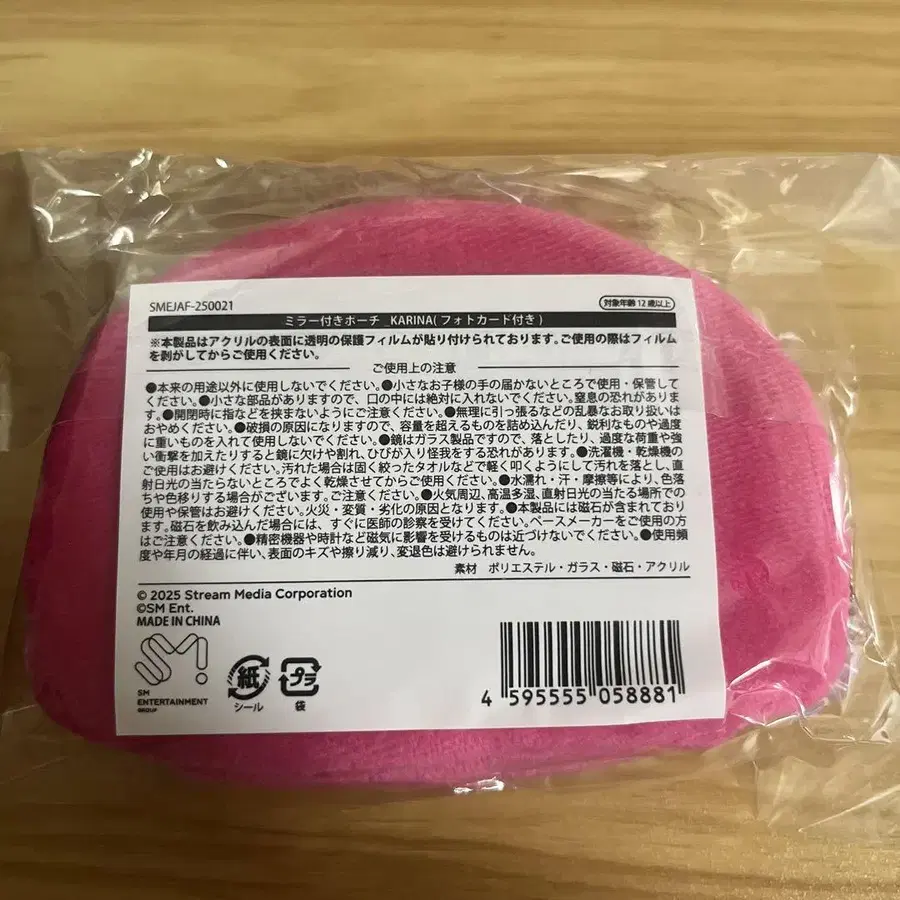 SMEJAF-250021
対象年齢12歳以上
ミラー付きポーチ_KARINA(フォトカード付き)
※本製品はアクリルの表面に透明の保護フィルムが貼り付けられております。ご使用の際はフィルム
を剥がしてからご使用ください。
ご使用上の注意
●本来の用途以外に使用しないでください。●小さなお子様の手の届かないところで使用・保管して
ください。●小さな部品がありますので、口の中には絶対に入れないでください。窒息の恐れがありま
す。●開閉時に指などを挟まないようにご注意ください。●無理に引っ張るなどの乱暴なお取り扱いは
おやめください。●破損の原因になりますので、容量を超えるものを詰め込んだり、鋭利なものや過度
に重いものを入れて使用しないでください。●鏡はガラス製品ですので、落としたり、過度な荷重や強
い衝撃を加えたりすると鏡に欠けや割れ、ひびが入り怪我をする恐れがあります。●洗濯機・乾燥機の
ご使用はお避けください。汚れた場合は固く絞ったタオルなどで軽く叩くようにして汚れを落とし、直
射日光の当たらないところでよく乾燥させてからご使用ください。●水濡れ・汗・摩擦等により、色落
ちや色移りする場合がございます。ご注意ください。●火気周辺、高温多湿、直射日光の当たる場所での
使用や保管はお避けください。火災・変質・劣化の原因となります。●本製品には磁石が含まれており
ます。磁石を飲み込んだ場合には、すぐに医師の診察を受けてください。ペースメーカーをご使用の方
はご注意ください。●精密機器や時計など磁気に影響を受けるものは近づけないでください。●使用頻
度や年月の経過に伴い、表面のキズや擦り減り、変退色は避けられません。
素材 ポリエステル・ガラス・磁石・アクリル
© 2025 Stream Media Corporation
©SM Ent.
MADE IN CHINA
SM!
SM
ENTERTAINMENT
GROUP
紙
シール
プラ
袋
4 595555 058881